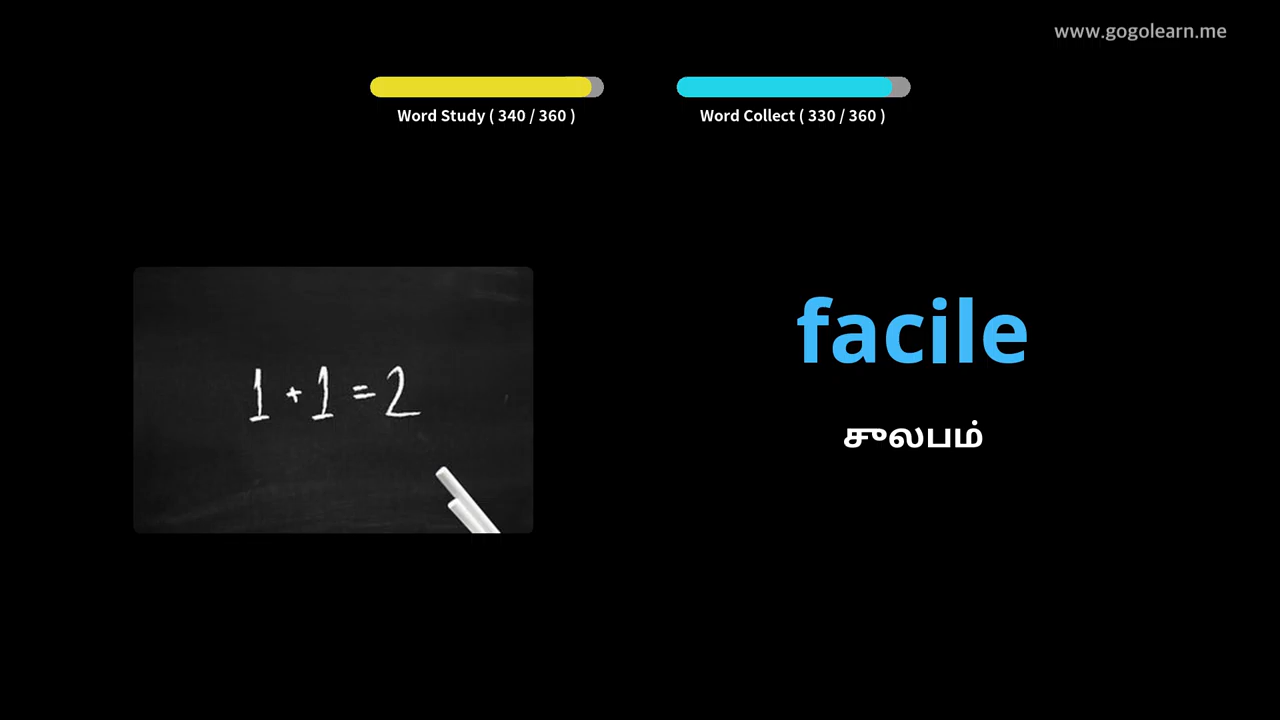 www.gogolearn.me
Word Study ( 340 / 360 )
Word Collect ( 330 / 360 )
1 + 1 = 2
facile
சுலபம்